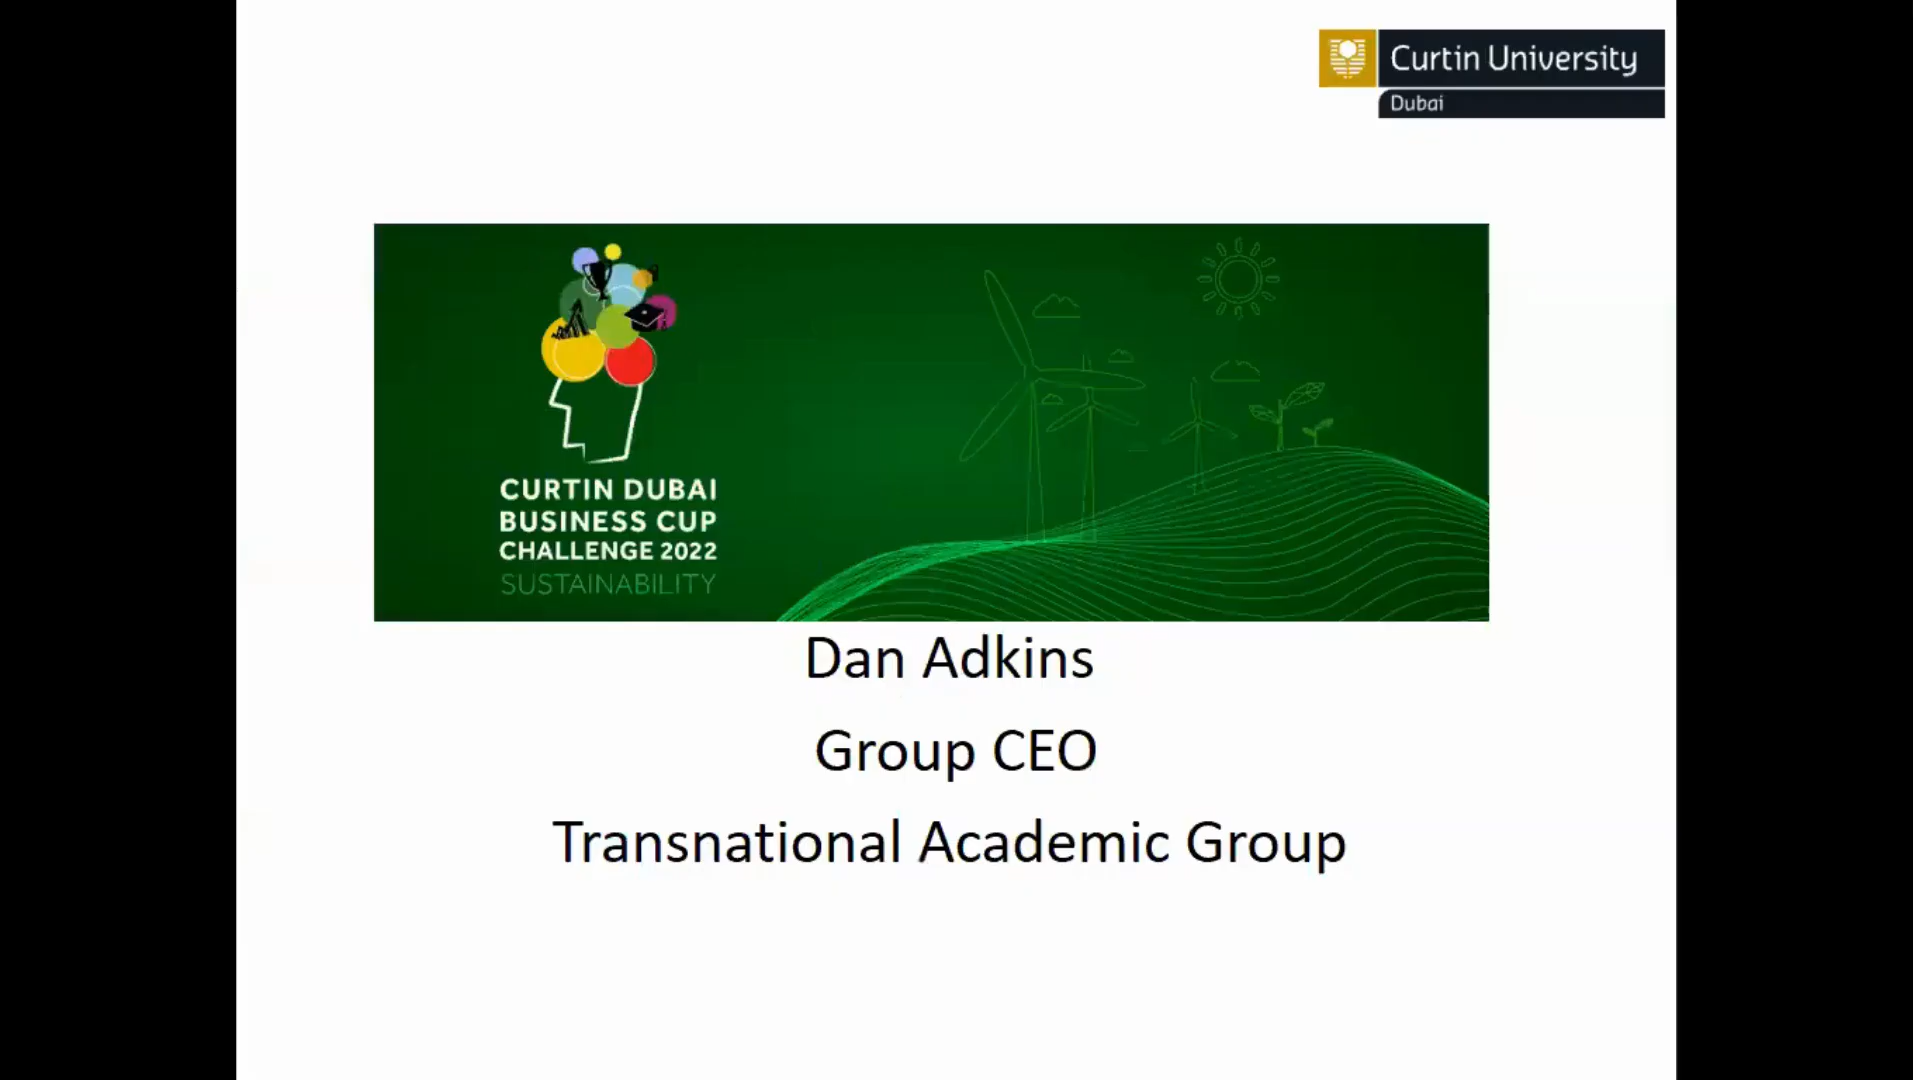 Curtin University
Dubai
CURTIN DUBAI
BUSINESS CUP
CHALLENGE 2022
SUSTAINABILITY
Dan Adkins
Group CEO
Transnational Academic Group